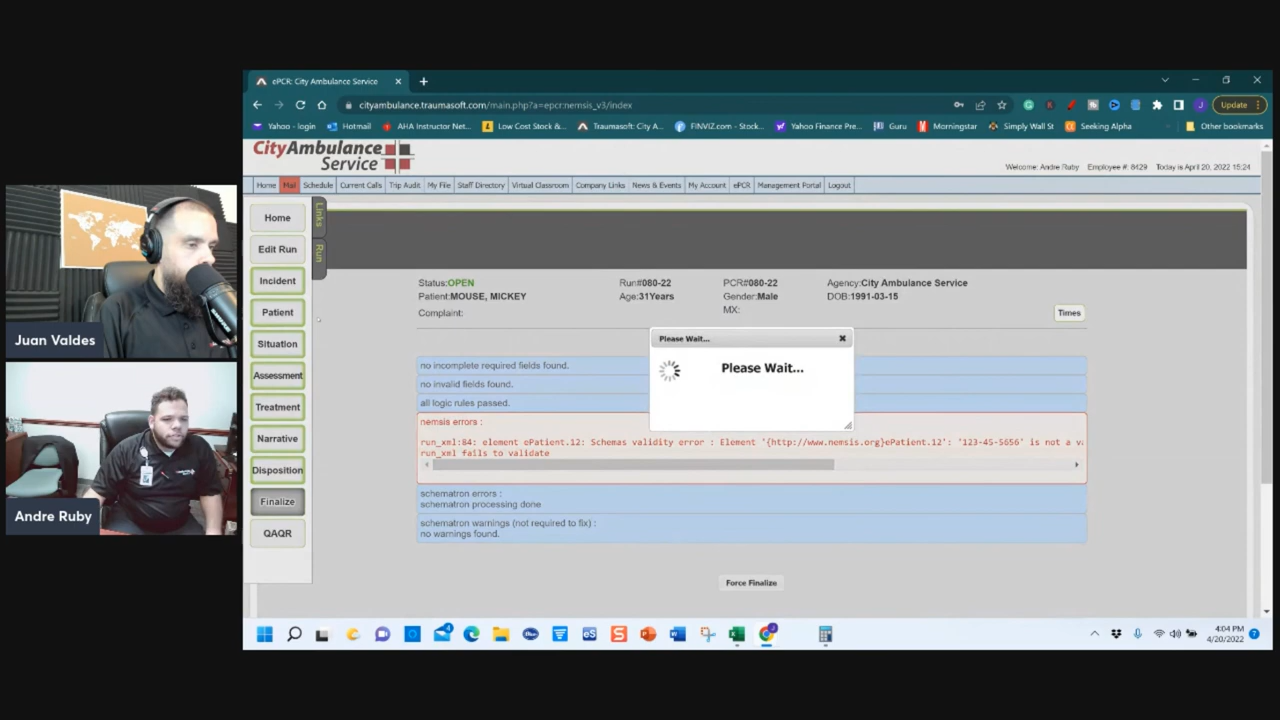 ePCR: City Ambulance Service
cityambulance.traumasoft.com/main.php?a=epcr:nemsis_v3/index
Update
Yahoo - login
Hotmail
AHA Instructor Net...
Low Cost Stock &...
Traumasoft: City A...
FINVIZ.com - Stock...
Yahoo Finance Pre...
Guru
Morningstar
Simply Wall St
Seeking Alpha
Other bookmarks
CityAmbulance
Service
Welcome: Andre Ruby Employee #: 8429 Today is April 20, 2022 15:24
Home Mail Schedule Current Calls Trip Audit My File Staff Directory Virtual Classroom Company Links News & Events My Account ePCR Management Portal Logout
Home
Edit Run
Incident
Patient
Situation
Assessment
Treatment
Narrative
Disposition
Finalize
QAQR
Links
Run
Status:OPEN Run#080-22 PCR#080-22 Agency:City Ambulance Service
Patient:MOUSE, MICKEY Age:31Years Gender:Male DOB:1991-03-15
Complaint: MX:
Times
no incomplete required fields found.
no invalid fields found.
all logic rules passed.
nemsis errors :
run_xml:84: element ePatient.12: Schemas validity error : Element '{http://www.nemsis.org}ePatient.12': '123-45-5656' is not a va
run_xml fails to validate
schematron errors :
schematron processing done
schematron warnings (not required to fix) :
no warnings found.
Force Finalize
Please Wait...
Please Wait...
Juan Valdes
Andre Ruby
4:04 PM
4/20/2022